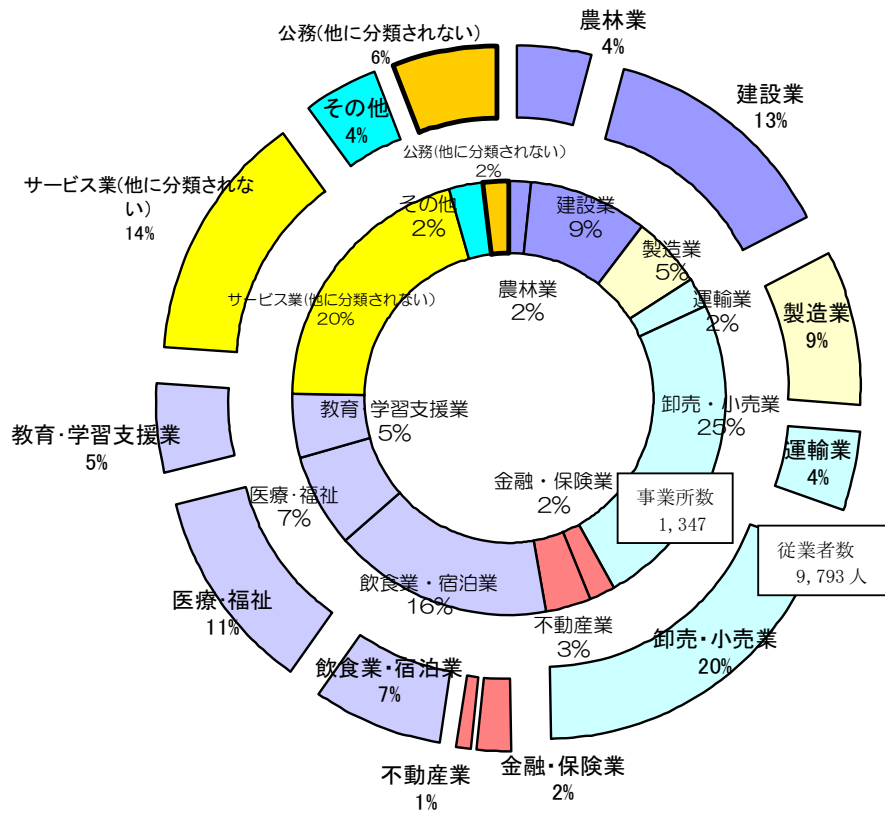 公務(他に分類されない)
6%
農林業
4%
建設業
13%
その他
4%
サービス業(他に分類されな
い)
14%
製造業
9%
運輸業
4%
教育・学習支援業
5%
医療・福祉
11%
飲食業・宿泊業
7%
不動産業
1%
金融・保険業
2%
卸売・小売業
20%
従業者数
9,793人
公務(他に分類されない)
2%
その他
2%
農林業
2%
建設業
9%
製造業
5%
運輸業
2%
サービス業(他に分類されない)
20%
卸売・小売業
25%
教育 学習支援業
5%
金融・保険業
2%
医療・福祉
7%
飲食業・宿泊業
16%
不動産業
3%
事業所数
1,347